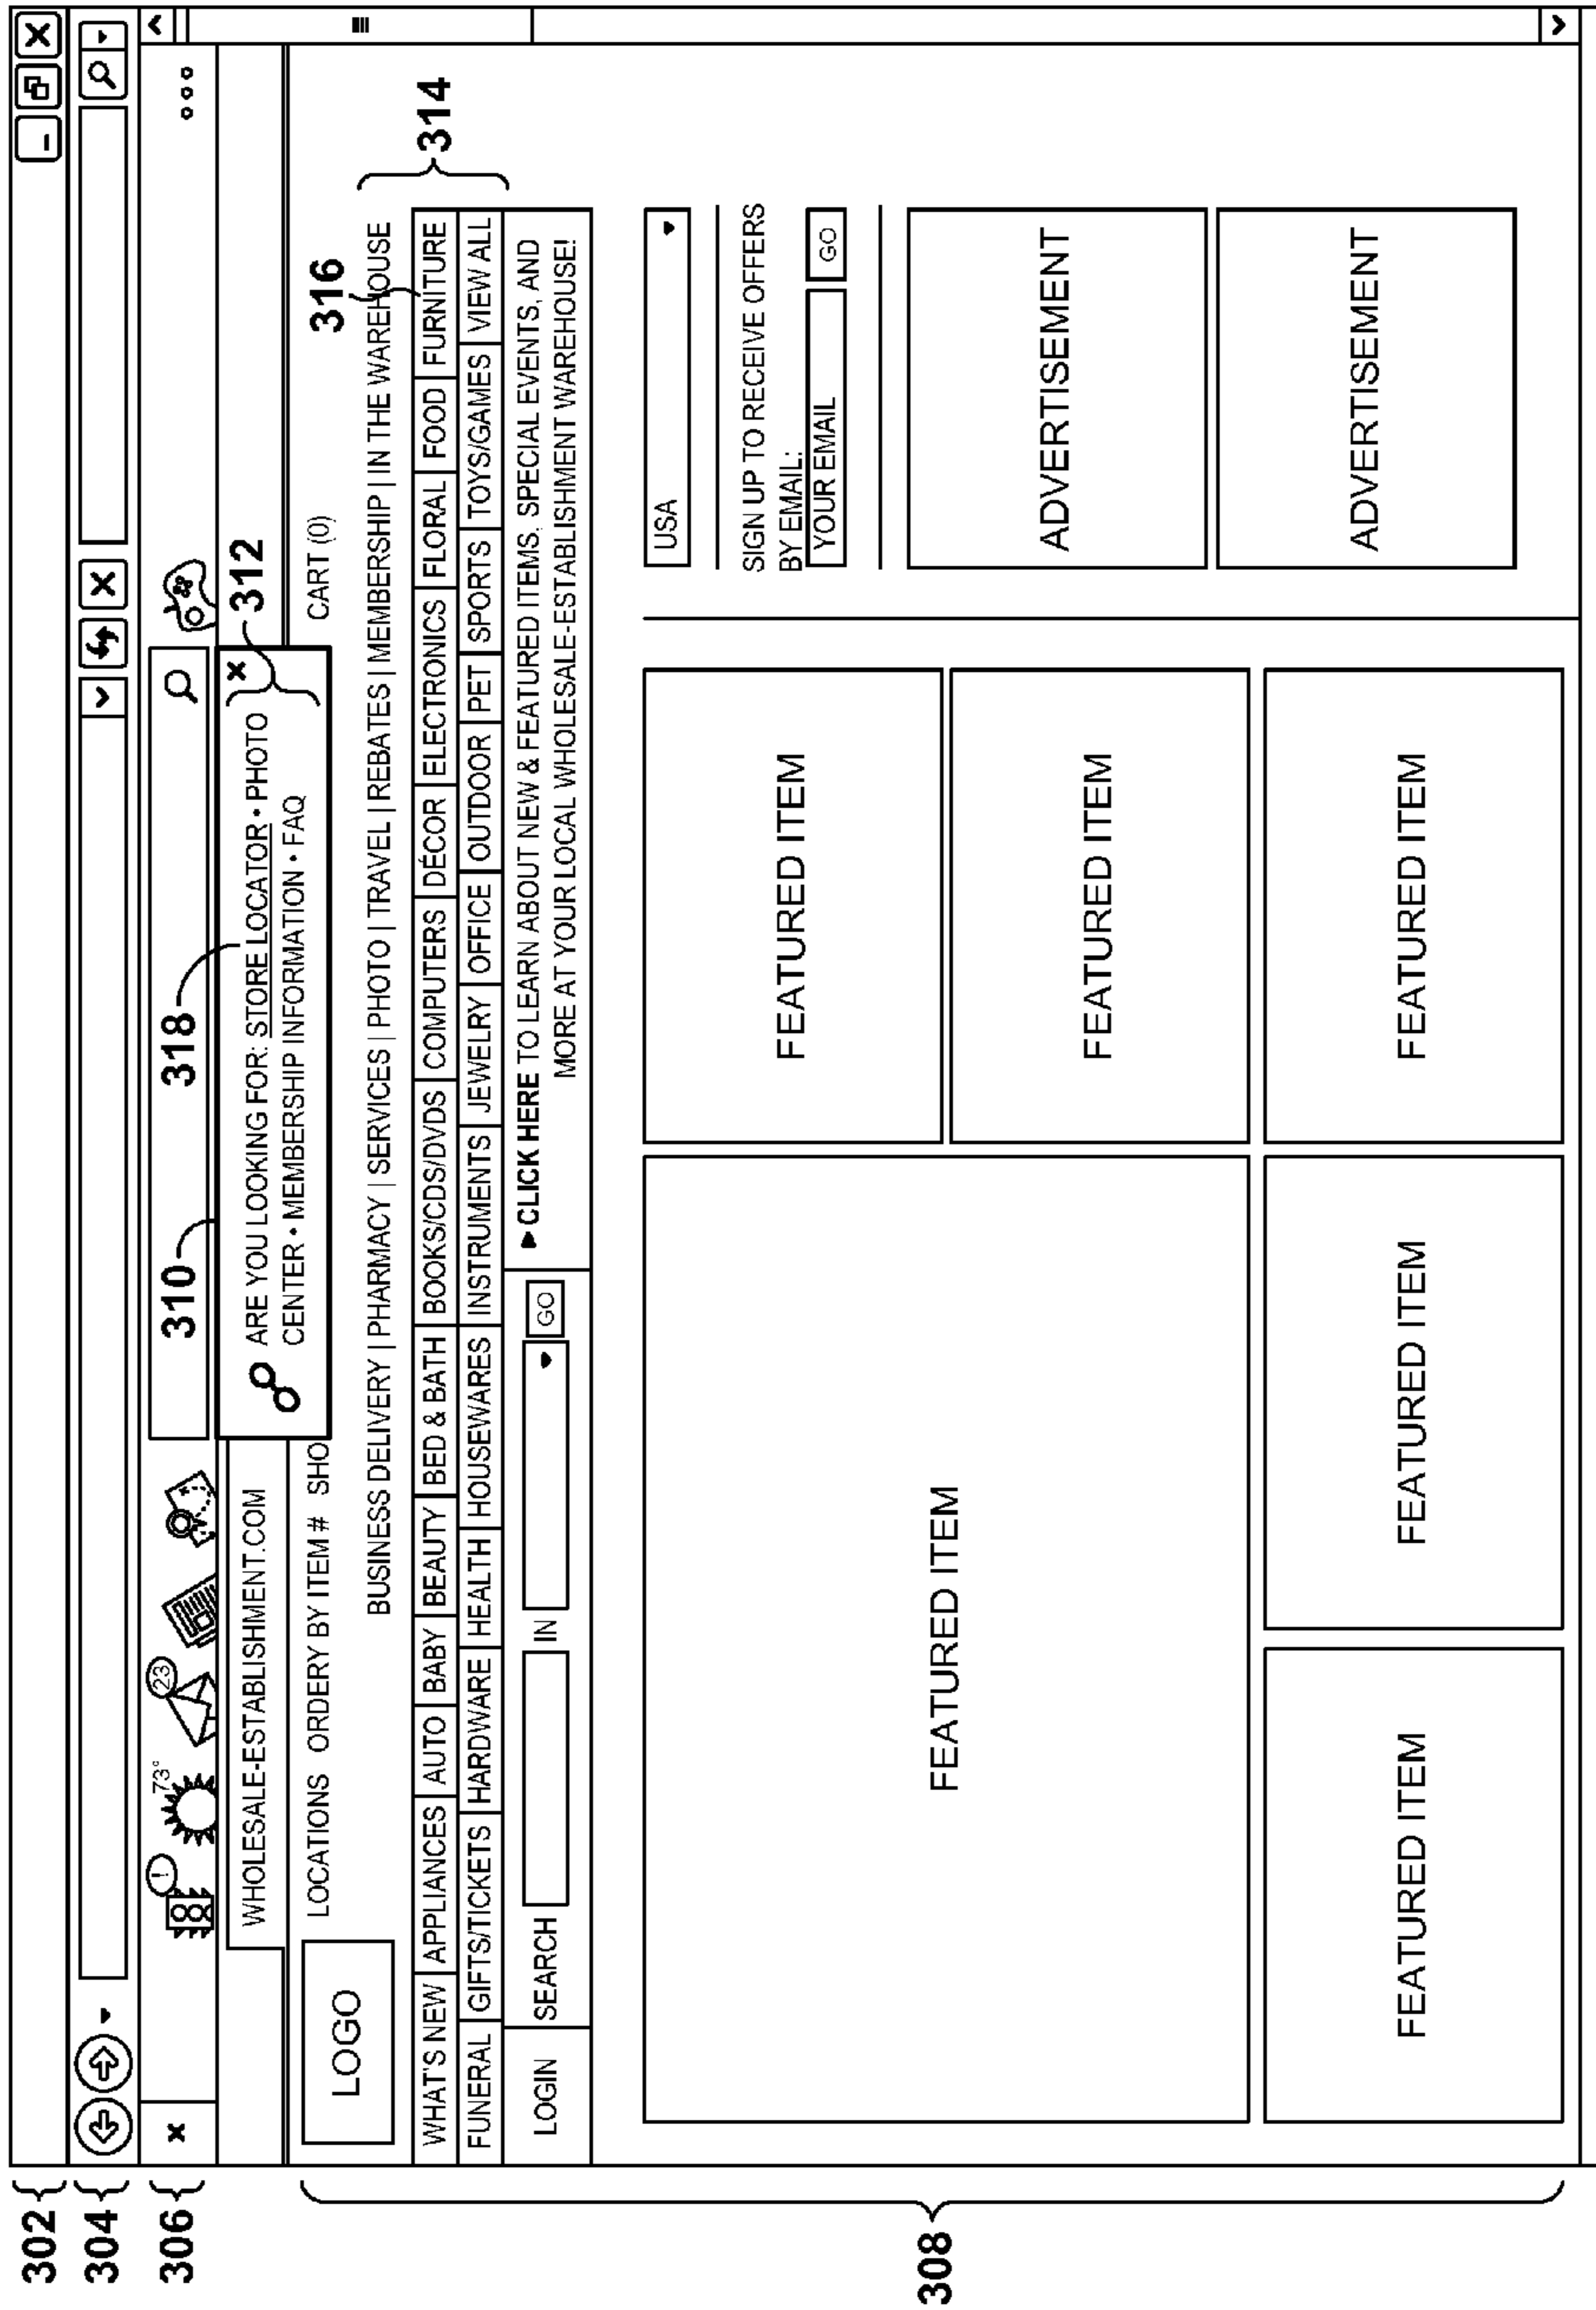 302
304
306
73°
!
23
310
318
WHOLESALE-ESTABLISHMENT.COM
ARE YOU LOOKING FOR: STORE LOCATOR • PHOTO
CENTER • MEMBERSHIP INFORMATION • FAQ
x
312
LOGO
LOCATIONS ORDERY BY ITEM # SHO
CART (0)
316
314
BUSINESS DELIVERY | PHARMACY | SERVICES | PHOTO | TRAVEL | REBATES | MEMBERSHIP | IN THE WAREHOUSE
WHAT'S NEW APPLIANCES AUTO BABY BEAUTY BED & BATH BOOKS/CDS/DVDS COMPUTERS DÉCOR ELECTRONICS FLORAL FOOD FURNITURE
FUNERAL GIFTS/TICKETS HARDWARE HEALTH HOUSEWARES INSTRUMENTS JEWELRY OFFICE OUTDOOR PET SPORTS TOYS/GAMES VIEW ALL
LOGIN SEARCH IN GO
CLICK HERE TO LEARN ABOUT NEW & FEATURED ITEMS, SPECIAL EVENTS, AND
MORE AT YOUR LOCAL WHOLESALE-ESTABLISHMENT WAREHOUSE!
308
FEATURED ITEM
FEATURED ITEM
FEATURED ITEM
FEATURED ITEM
FEATURED ITEM
FEATURED ITEM
USA
SIGN UP TO RECEIVE OFFERS
BY EMAIL:
YOUR EMAIL GO
ADVERTISEMENT
ADVERTISEMENT